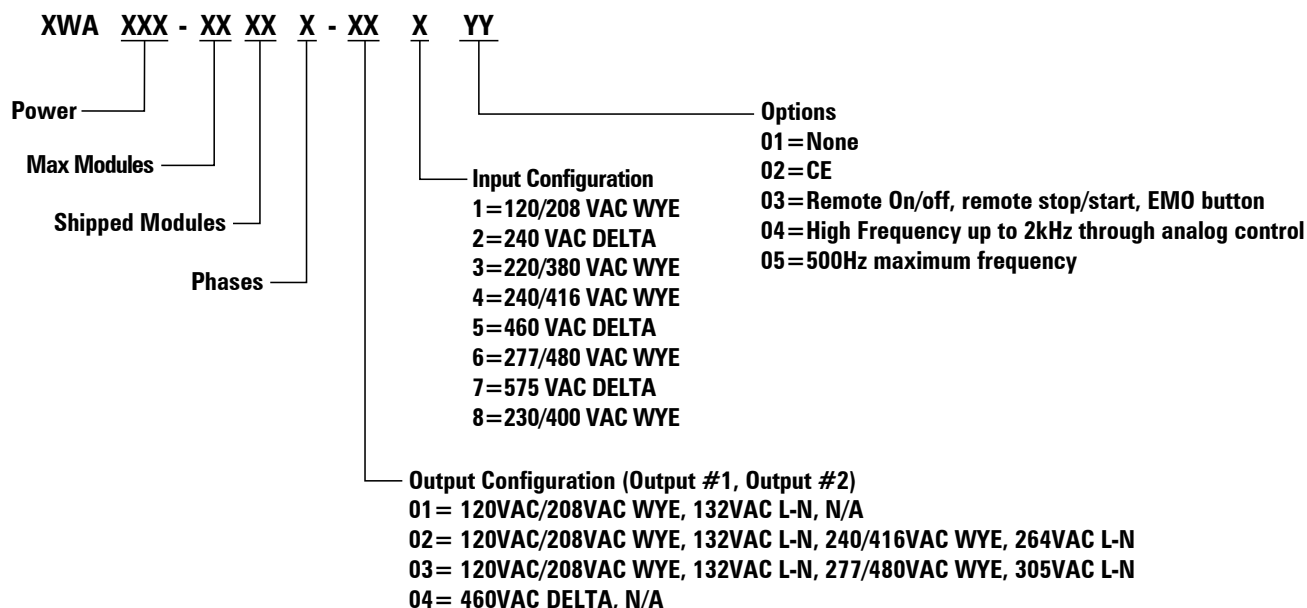 XWA XXX - XX XX X - XX X YY
Power
Max Modules
Shipped Modules
Phases
Options
01=None
02=CE
03=Remote On/off, remote stop/start, EMO button
04=High Frequency up to 2kHz through analog control
05=500Hz maximum frequency
Input Configuration
1=120/208 VAC WYE
2=240 VAC DELTA
3=220/380 VAC WYE
4=240/416 VAC WYE
5=460 VAC DELTA
6=277/480 VAC WYE
7=575 VAC DELTA
8=230/400 VAC WYE
Output Configuration (Output #1, Output #2)
01= 120VAC/208VAC WYE, 132VAC L-N, N/A
02= 120VAC/208VAC WYE, 132VAC L-N, 240/416VAC WYE, 264VAC L-N
03= 120VAC/208VAC WYE, 132VAC L-N, 277/480VAC WYE, 305VAC L-N
04= 460VAC DELTA, N/A